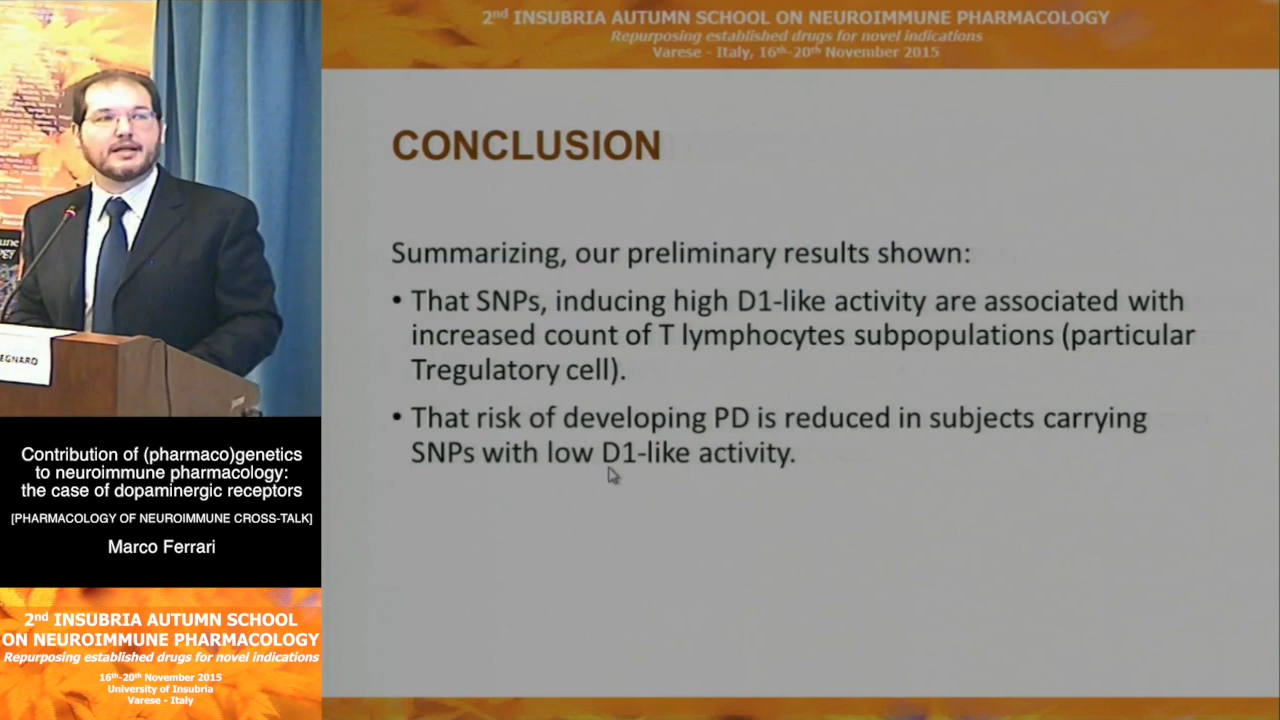 2nd INSUBRIA AUTUMN SCHOOL ON NEUROIMMUNE PHARMACOLOGY
Repurposing established drugs for novel indications
Varese - Italy, 16th-20th November 2015
CONCLUSION
Summarizing, our preliminary results shown:
• That SNPs, inducing high D1-like activity are associated with
increased count of T lymphocytes subpopulations (particular
Tregulatory cell).
• That risk of developing PD is reduced in subjects carrying
SNPs with low D1-like activity.
EGNARD
Contribution of (pharmaco)genetics
to neuroimmune pharmacology:
the case of dopaminergic receptors
[PHARMACOLOGY OF NEUROIMMUNE CROSS-TALK]
Marco Ferrari
2nd INSUBRIA AUTUMN SCHOOL
ON NEUROIMMUNE PHARMACOLOGY
Repurposing established drugs for novel indications
16th-20th November 2015
University of Insubria
Varese - Italy